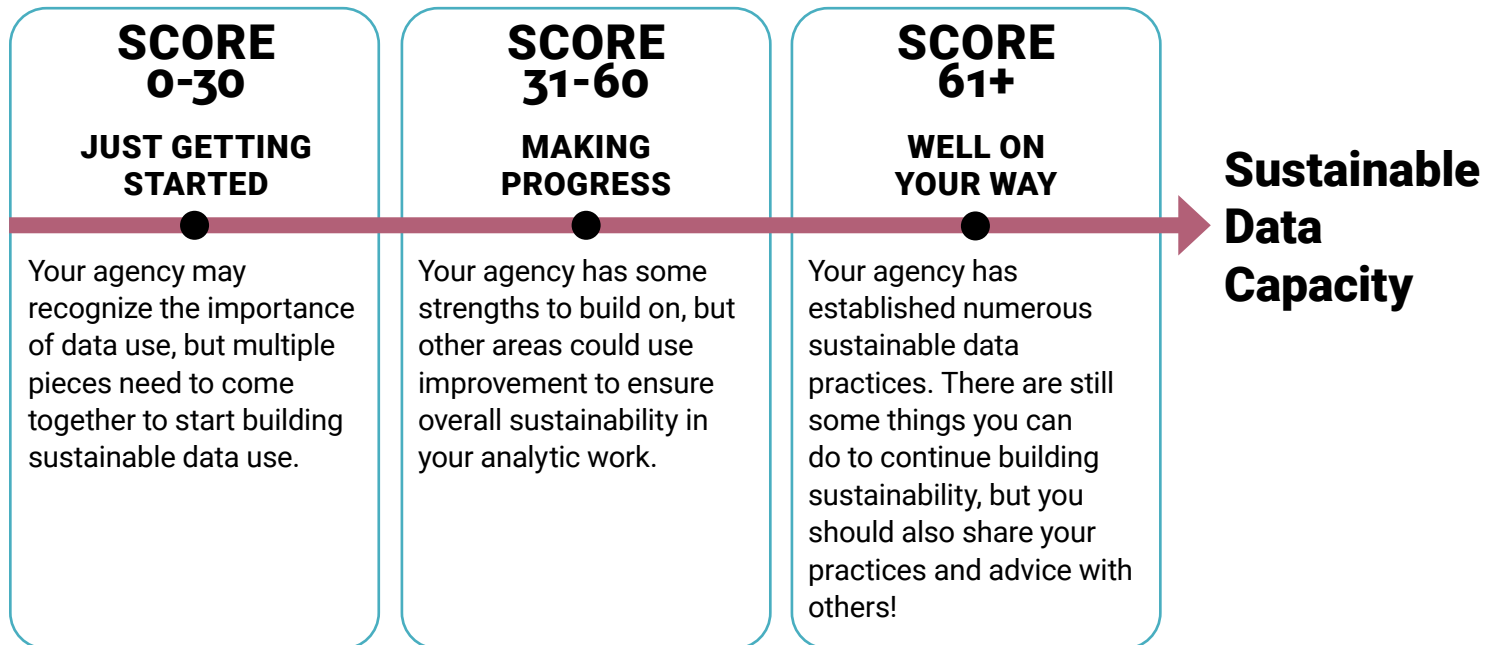 SCORE
0-30
JUST GETTING
STARTED
Your agency may
recognize the importance
of data use, but multiple
pieces need to come
together to start building
sustainable data use.
SCORE
31-60
MAKING
PROGRESS
Your agency has some
strengths to build on, but
other areas could use
improvement to ensure
overall sustainability in
your analytic work.
SCORE
61+
WELL ON
YOUR WAY
Your agency has
established numerous
sustainable data
practices. There are still
some things you can
do to continue building
sustainability, but you
should also share your
practices and advice with
others!
Sustainable
Data
Capacity